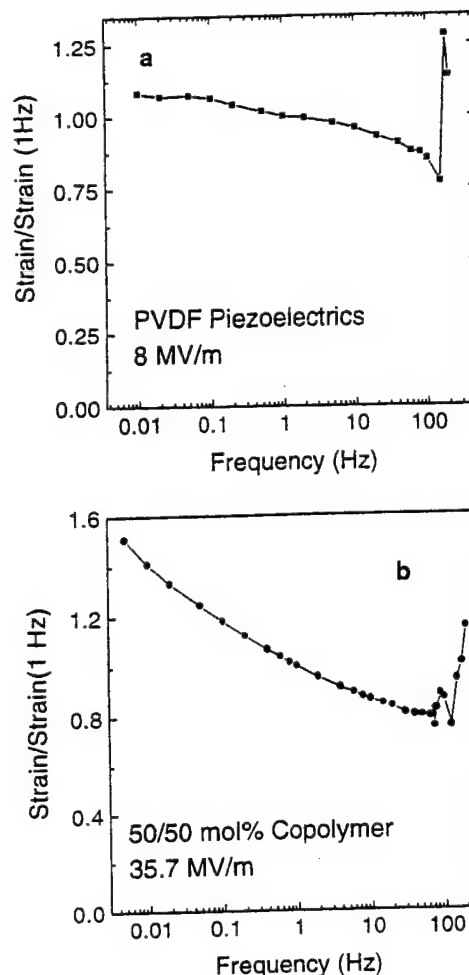 1.25
a
1.00
0.75
0.50
0.25
0.00
Strain/Strain (1Hz)
PVDF Piezoelectrics
8 MV/m
0.01 0.1 1 10 100
Frequency (Hz)
1.6
b
1.2
0.8
0.4
0.0
Strain/Strain(1 Hz)
50/50 mol% Copolymer
35.7 MV/m
0.01 0.1 1 10 100
Frequency (Hz)